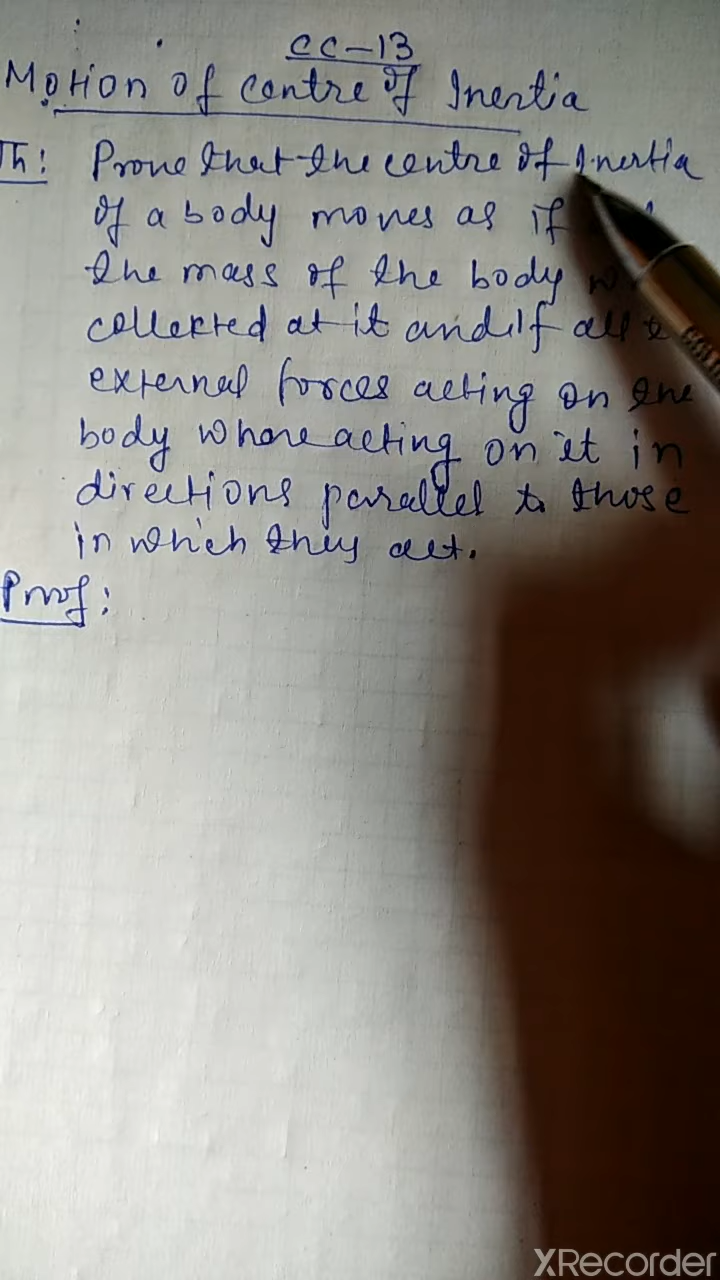 CC-13
Motion of centre of Inertia
Th: Prove that the centre of Inertia
of a body moves as if
the mass of the body
collected at it and if all
external forces acting on the
body whore acting on it in
directions parallel to those
in which they act.
Proof:
XRecorder